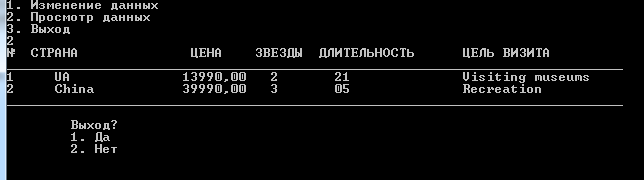 1. Изменение данных
2. Просмотр данных
3. Выход
2
№ СТРАНА ЦЕНА ЗВЕЗДЫ ДЛИТЕЛЬНОСТЬ ЦЕЛЬ ВИЗИТА
1 UA 13990,00 2 21 Visiting museums
2 China 39990,00 3 05 Recreation
Выход?
1. Да
2. Нет